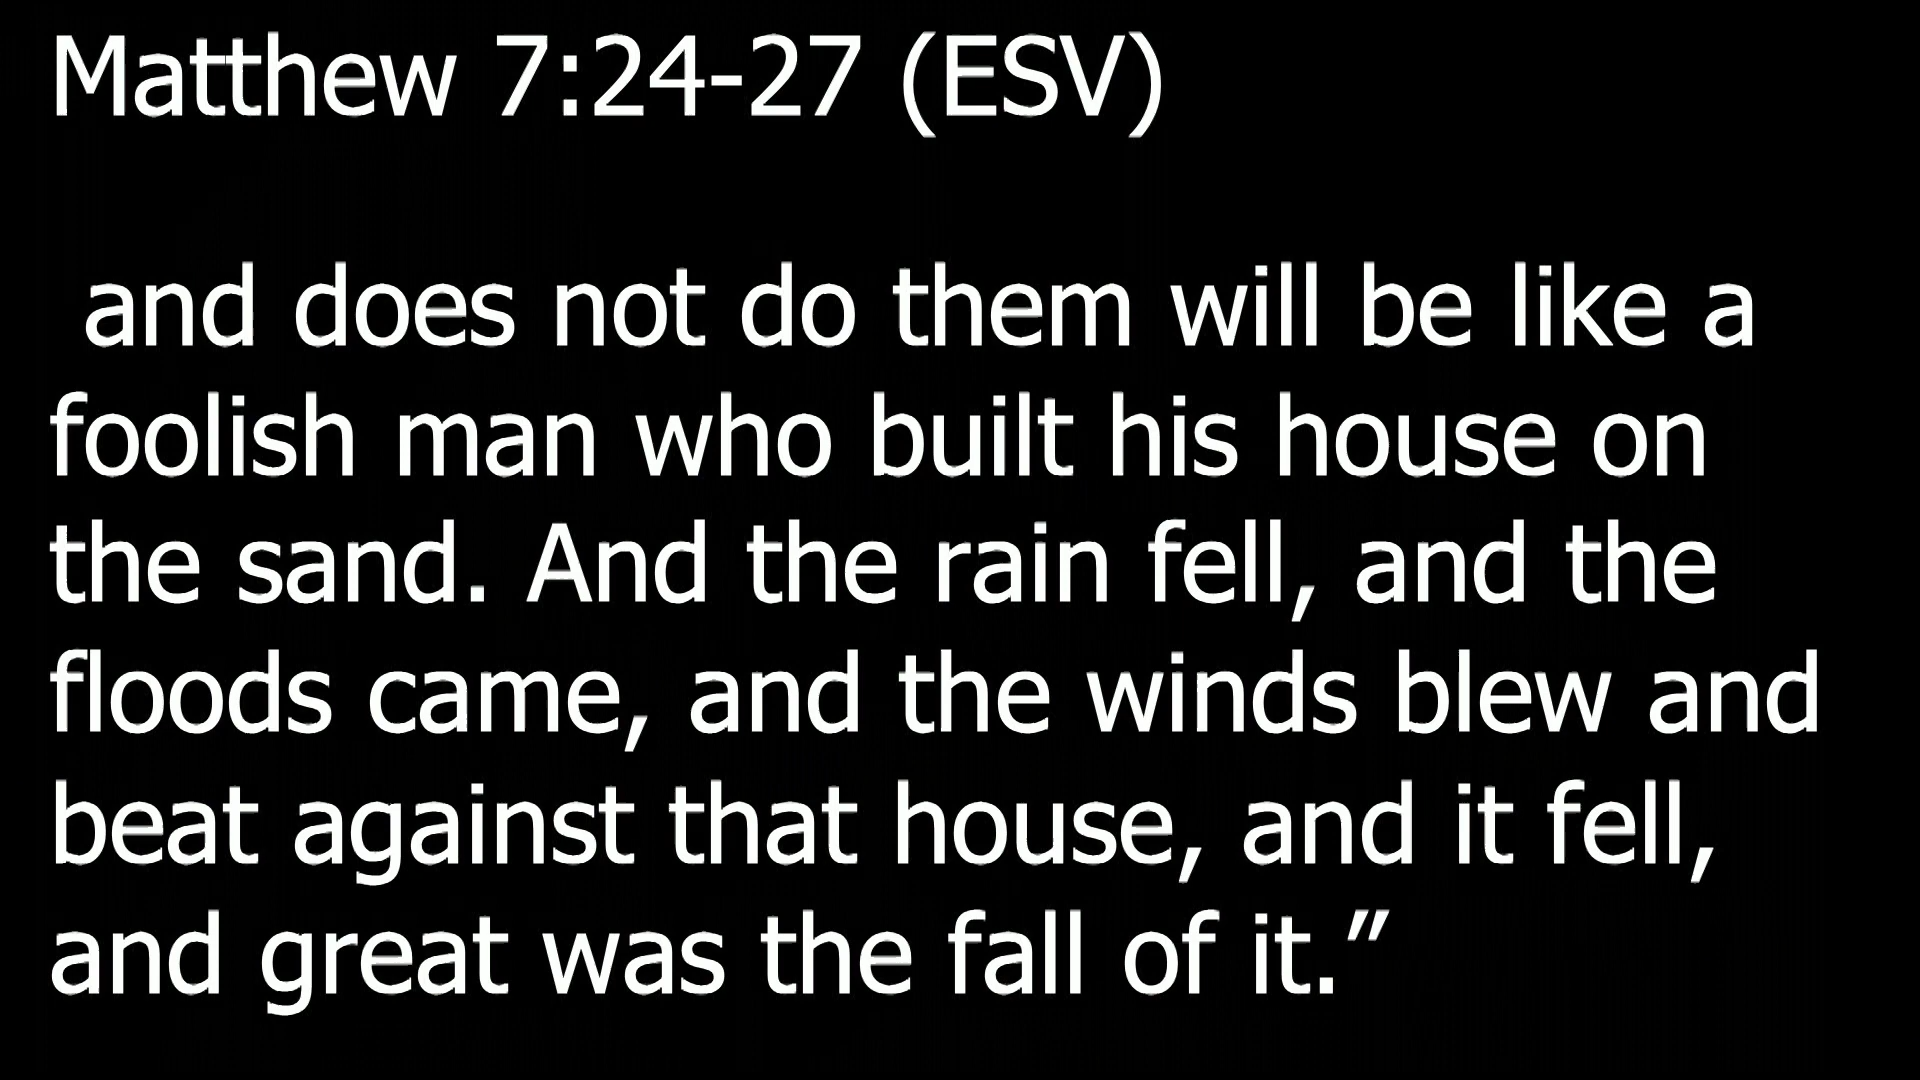 Matthew 7:24-27 (ESV)
and does not do them will be like a
foolish man who built his house on
the sand. And the rain fell, and the
floods came, and the winds blew and
beat against that house, and it fell,
and great was the fall of it.”